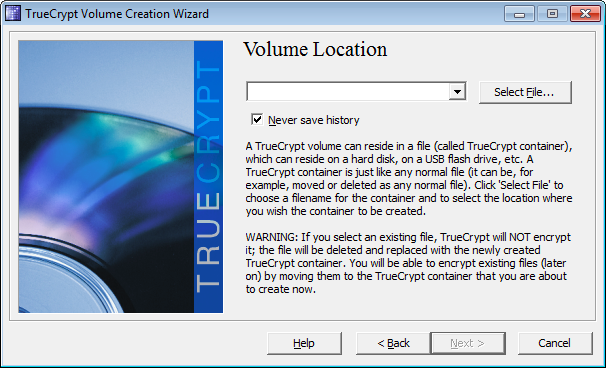 TrueCrypt Volume Creation Wizard
TRUECRYPT
Volume Location
Select File...
Never save history
A TrueCrypt volume can reside in a file (called TrueCrypt container),
which can reside on a hard disk, on a USB flash drive, etc. A
TrueCrypt container is just like any normal file (it can be, for
example, moved or deleted as any normal file). Click 'Select File' to
choose a filename for the container and to select the location where
you wish the container to be created.
WARNING: If you select an existing file, TrueCrypt will NOT encrypt
it; the file will be deleted and replaced with the newly created
TrueCrypt container. You will be able to encrypt existing files (later
on) by moving them to the TrueCrypt container that you are about
to create now.
Help
< Back
Next >
Cancel